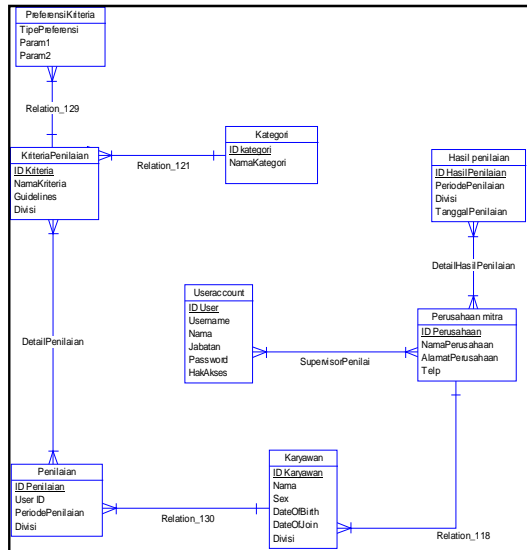 PreferensiKriteria
TipePreferensi
Param1
Param2
Relation_129
KriteriaPenilaian
ID Kriteria
NamaKriteria
Guidelines
Divisi
Relation_121
Kategori
ID kategori
NamaKategori
Hasil penilaian
ID HasilPenilaian
PeriodePenilaian
Divisi
TanggalPenilaian
DetailHasilPenilaian
Useraccount
ID User
Username
Nama
Jabatan
Password
HakAkses
SupervisorPenilai
Perusahaan mitra
ID Perusahaan
NamaPerusahaan
AlamatPerusahaan
Telp
DetailPenilaian
Penilaian
ID Penilaian
User ID
PeriodePenilaian
Divisi
Relation_130
Karyawan
ID Karyawan
Nama
Sex
DateOfBirth
DateOfJoin
Divisi
Relation_118